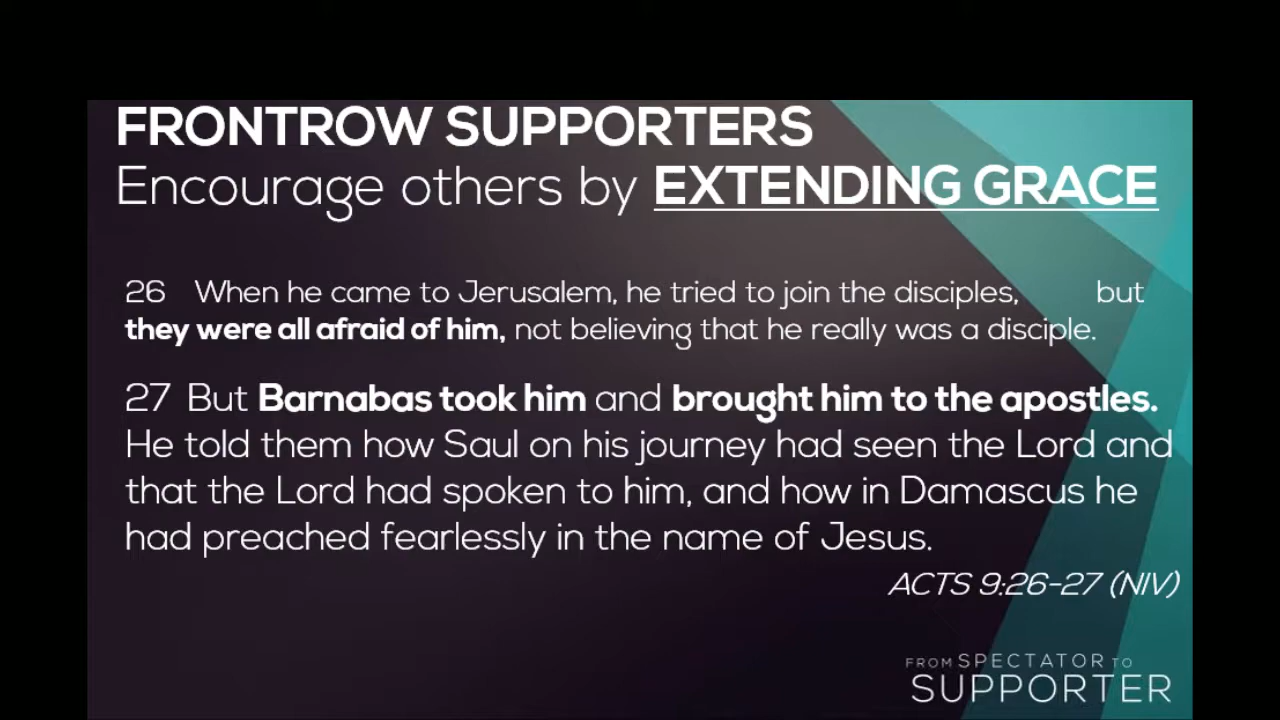 FRONTROW SUPPORTERS
Encourage others by EXTENDING GRACE
26 When he came to Jerusalem, he tried to join the disciples, but
they were all afraid of him, not believing that he really was a disciple.
27 But Barnabas took him and brought him to the apostles.
He told them how Saul on his journey had seen the Lord and
that the Lord had spoken to him, and how in Damascus he
had preached fearlessly in the name of Jesus.
ACTS 9:26-27 (NIV)
FROM SPECTATOR TO
SUPPORTER